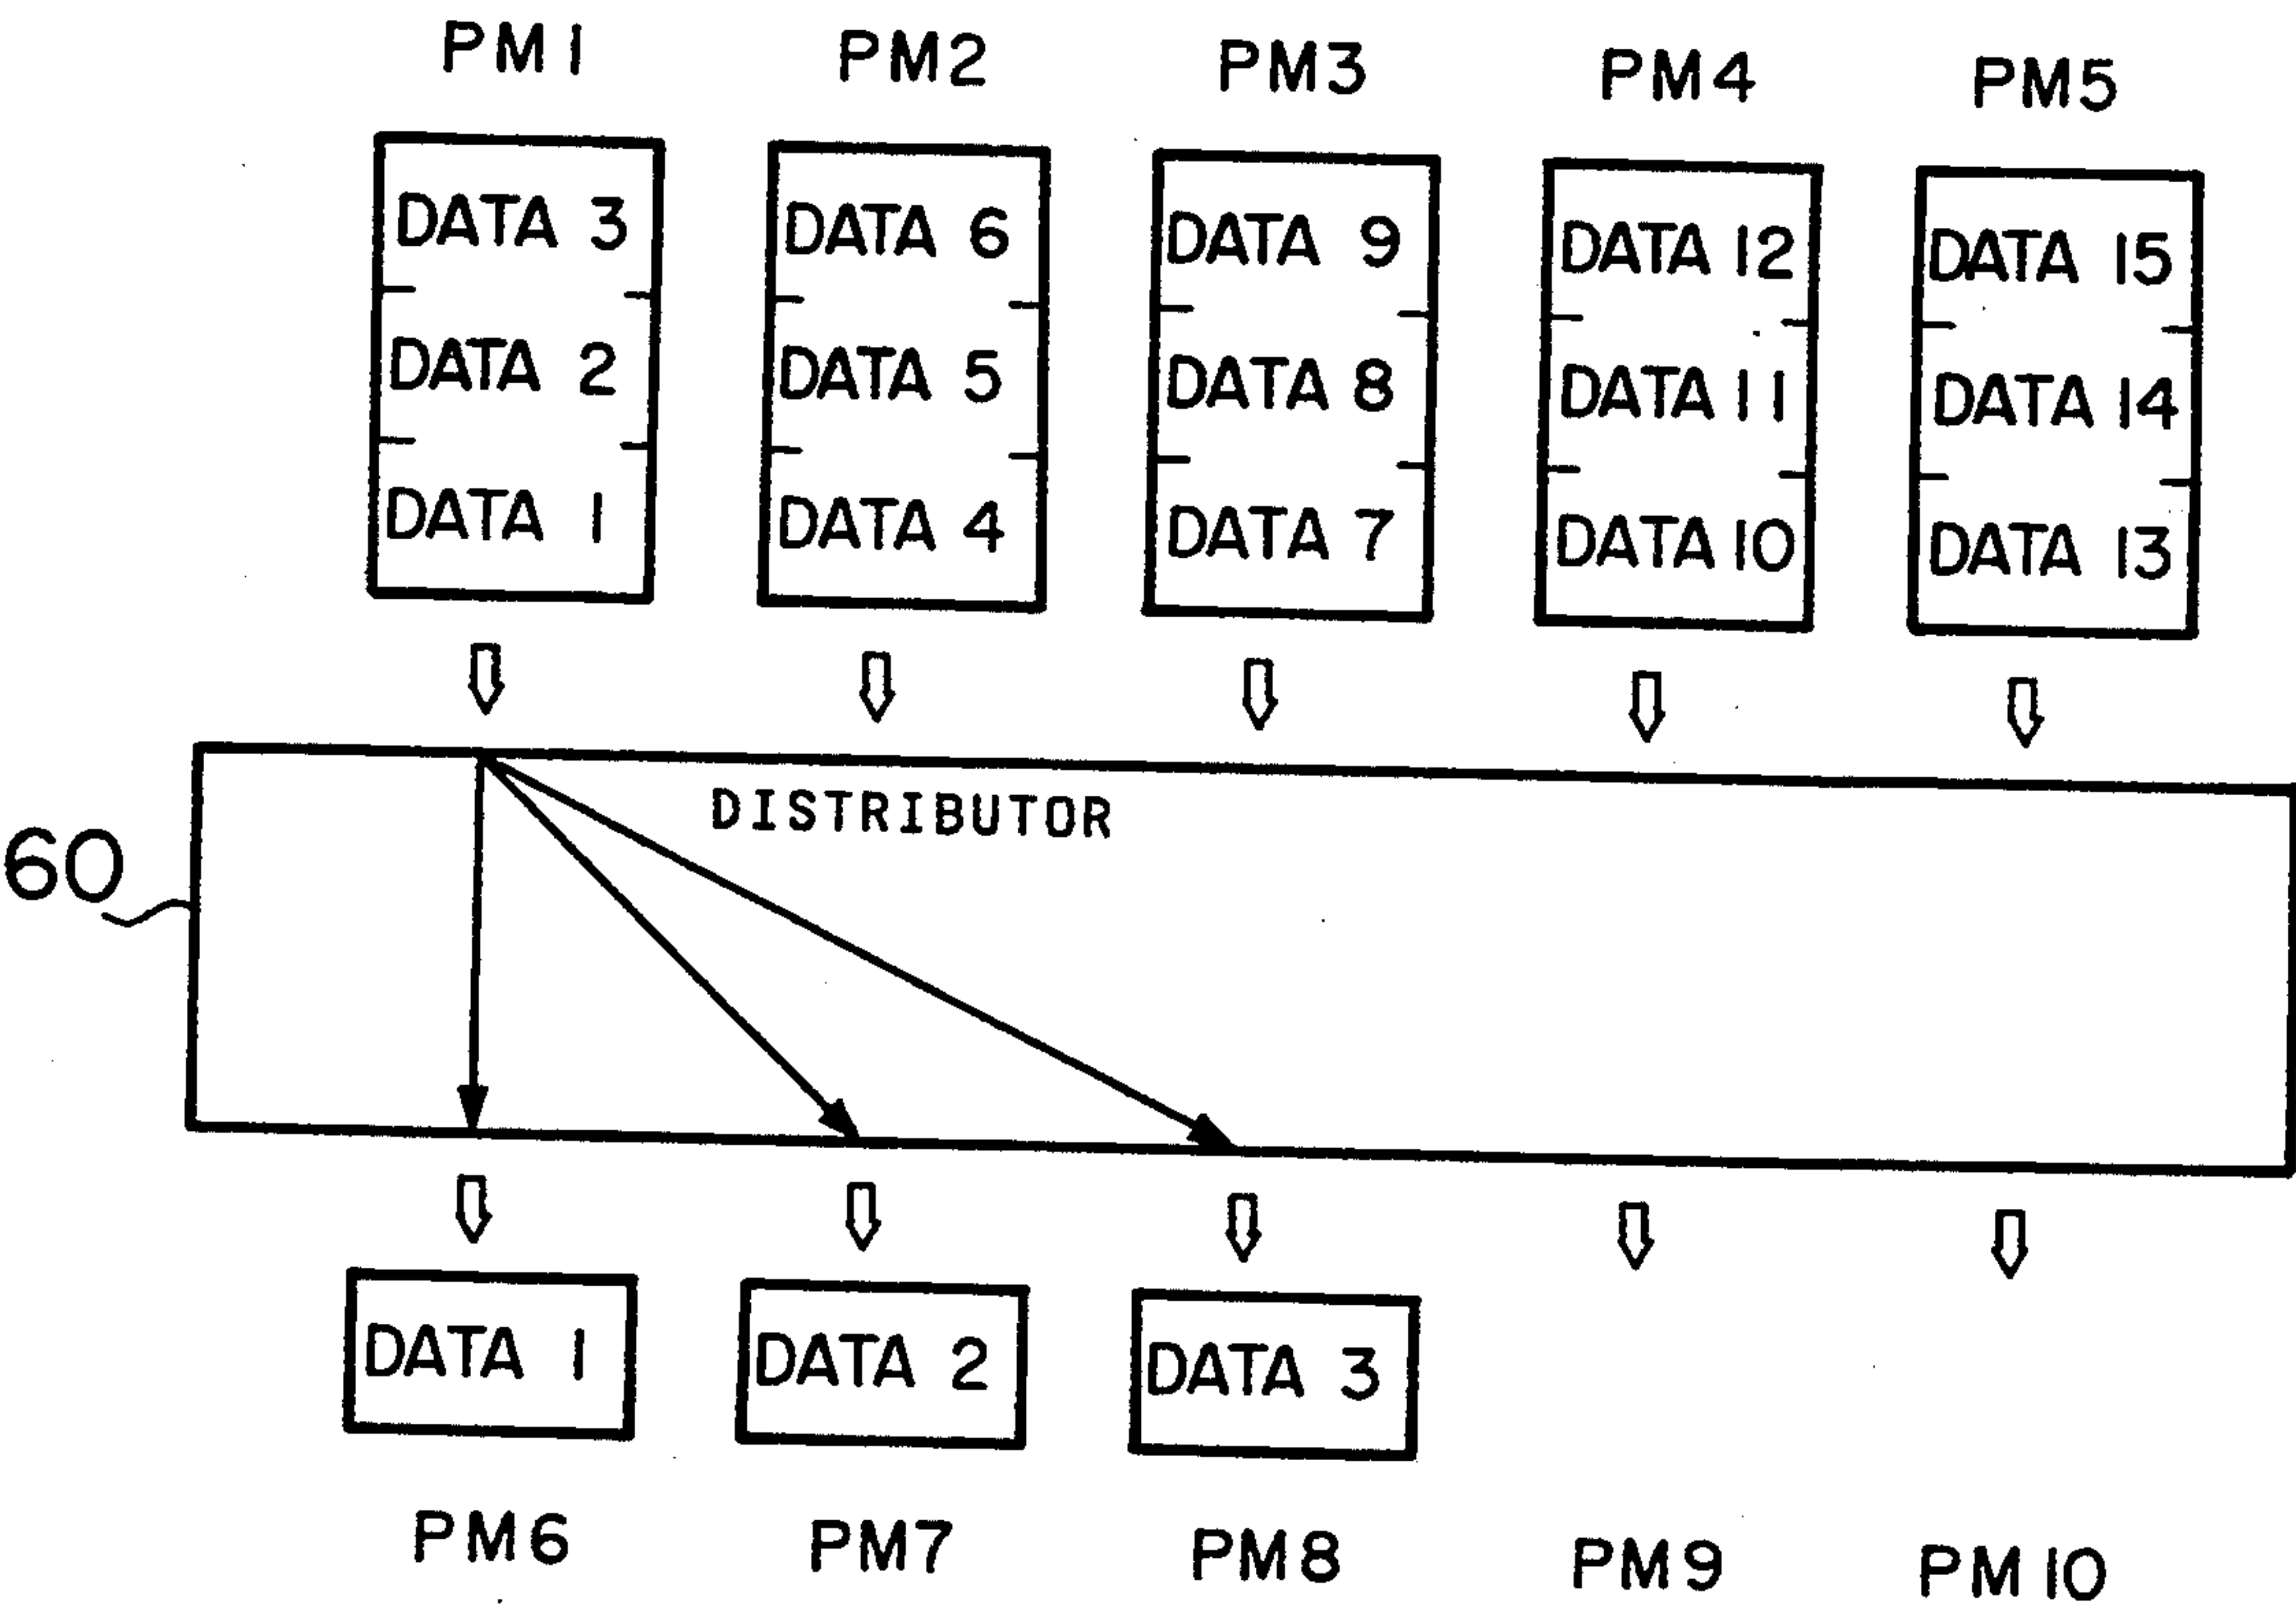 PM1 PM2 PM3 PM4 PM5
DATA 3 DATA 6 DATA 9 DATA 12 DATA 15
DATA 2 DATA 5 DATA 8 DATA 11 DATA 14
DATA 1 DATA 4 DATA 7 DATA 10 DATA 13
DISTRIBUTOR
60
DATA 1 DATA 2 DATA 3
PM6 PM7 PM8 PM9 PM10